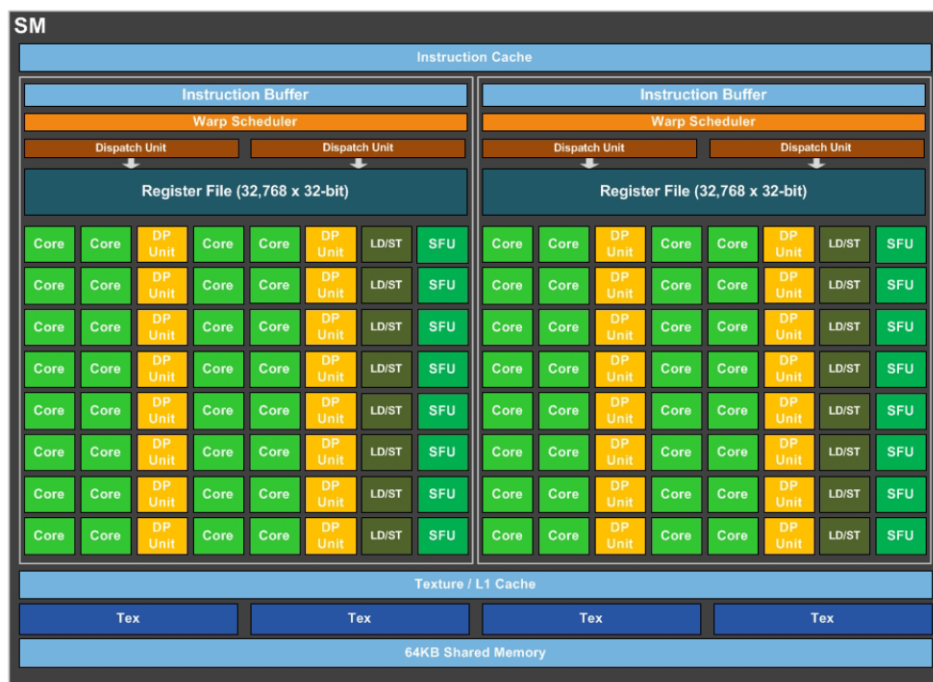 SM
Instruction Cache
Instruction Buffer Instruction Buffer
Warp Scheduler Warp Scheduler
Dispatch Unit Dispatch Unit Dispatch Unit Dispatch Unit
Register File (32,768 x 32-bit) Register File (32,768 x 32-bit)
Core Core DP Unit Core Core DP Unit LD/ST SFU Core Core DP Unit Core Core DP Unit LD/ST SFU
Core Core DP Unit Core Core DP Unit LD/ST SFU Core Core DP Unit Core Core DP Unit LD/ST SFU
Core Core DP Unit Core Core DP Unit LD/ST SFU Core Core DP Unit Core Core DP Unit LD/ST SFU
Core Core DP Unit Core Core DP Unit LD/ST SFU Core Core DP Unit Core Core DP Unit LD/ST SFU
Core Core DP Unit Core Core DP Unit LD/ST SFU Core Core DP Unit Core Core DP Unit LD/ST SFU
Core Core DP Unit Core Core DP Unit LD/ST SFU Core Core DP Unit Core Core DP Unit LD/ST SFU
Core Core DP Unit Core Core DP Unit LD/ST SFU Core Core DP Unit Core Core DP Unit LD/ST SFU
Core Core DP Unit Core Core DP Unit LD/ST SFU Core Core DP Unit Core Core DP Unit LD/ST SFU
Texture / L1 Cache
Tex Tex Tex Tex
64KB Shared Memory